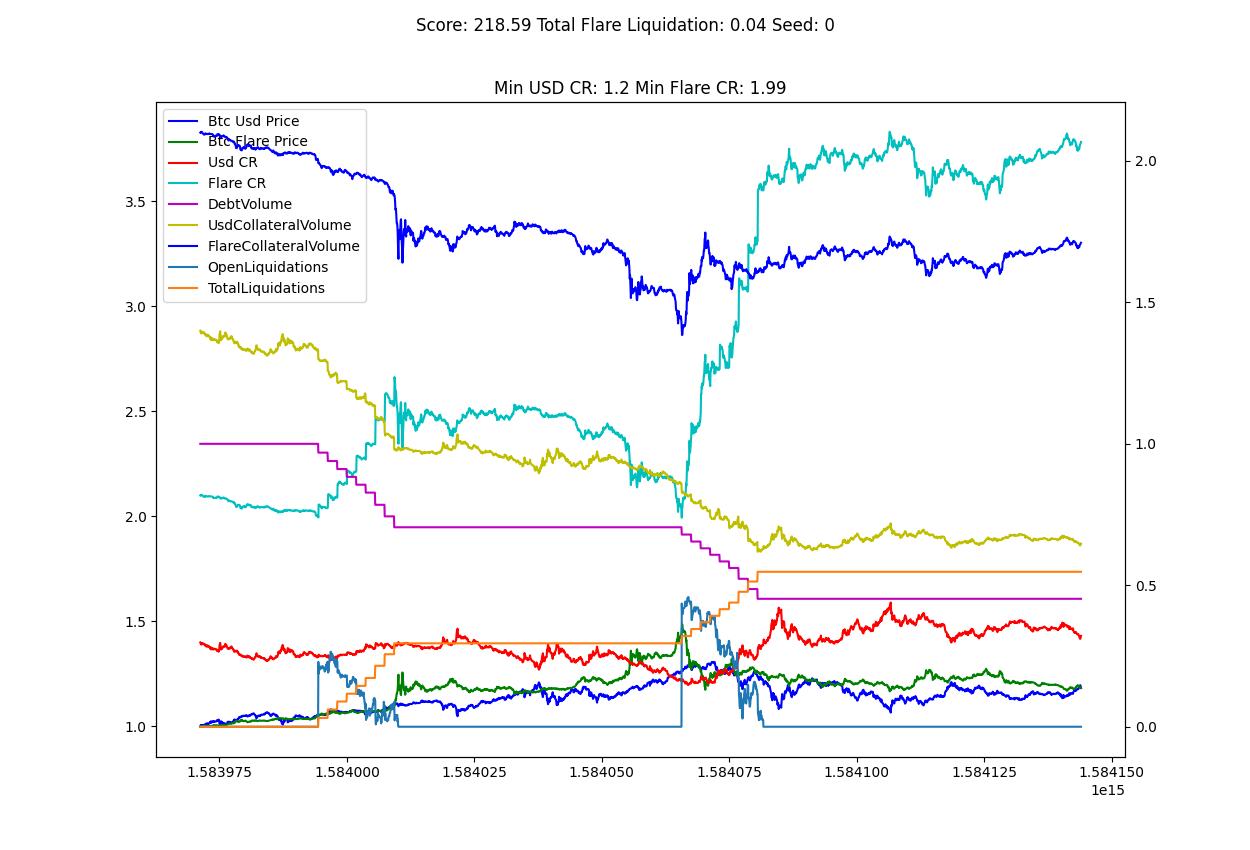 Score: 218.59 Total Flare Liquidation: 0.04 Seed: 0
Min USD CR: 1.2 Min Flare CR: 1.99
Btc Usd Price
Btc Flare Price
Usd CR
Flare CR
DebtVolume
UsdCollateralVolume
FlareCollateralVolume
OpenLiquidations
TotalLiquidations
3.5
3.0
2.5
2.0
1.5
1.0
2.0
1.5
1.0
0.5
0.0
1.583975 1.584000 1.584025 1.584050 1.584075 1.584100 1.584125 1.584150
1e15